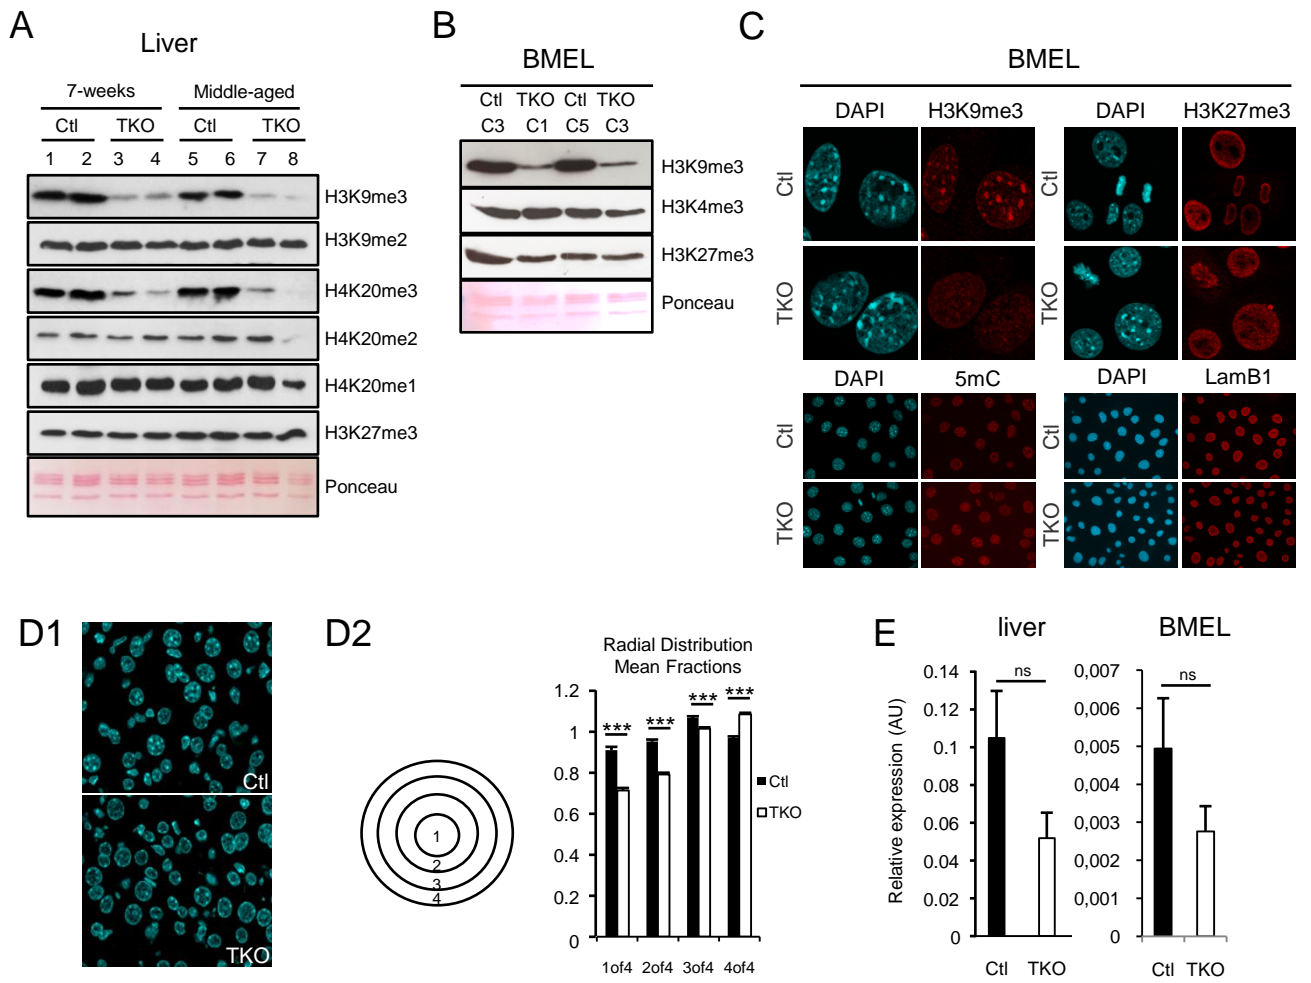 A
Liver
7-weeks Middle-aged
Ctl TKO Ctl TKO
1 2 3 4 5 6 7 8
H3K9me3
H3K9me2
H4K20me3
H4K20me2
H4K20me1
H3K27me3
Ponceau
B
BMEL
Ctl TKO Ctl TKO
C3 C1 C5 C3
H3K9me3
H3K4me3
H3K27me3
Ponceau
C
BMEL
DAPI H3K9me3 DAPI H3K27me3
Ctl Ctl
TKO TKO
DAPI 5mC DAPI LamB1
Ctl Ctl
TKO TKO
D1
Ctl
TKO
D2
1
2
3
4
Radial Distribution
Mean Fractions
1.2
1
0.8
0.6
0.4
0.2
0
*** *** *** ***
1of4 2of4 3of4 4of4
Ctl
TKO
E
liver
Relative expression (AU)
0.14
0.12
0.1
0.08
0.06
0.04
0.02
0
ns
Ctl TKO
BMEL
0,007
0,006
0,005
0,004
0,003
0,002
0,001
0
ns
Ctl TKO